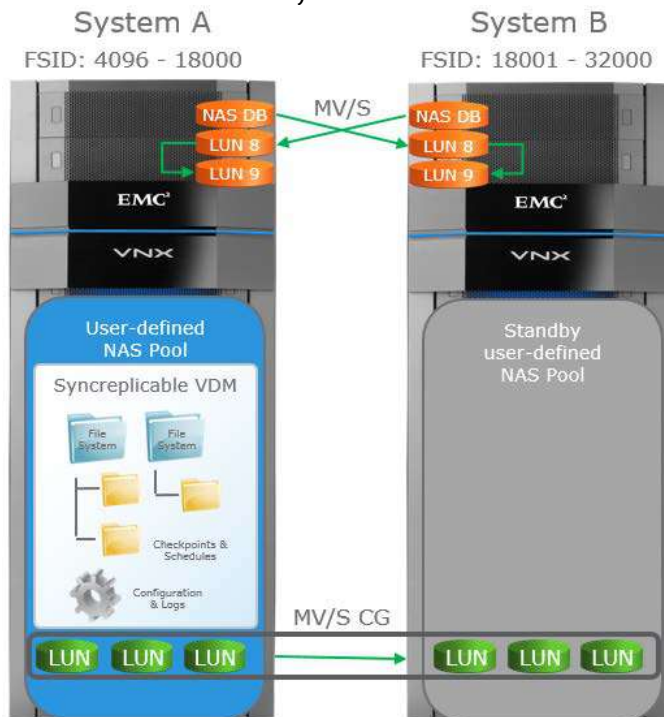 System A
FSID: 4096 - 18000
System B
FSID: 18001 - 32000
MV/S
NAS DB
LUN 8
LUN 9
NAS DB
LUN 8
LUN 9
EMC²
VNX
EMC²
VNX
User-defined
NAS Pool
Syncreplicable VDM
File
System
File
System
Checkpoints &
Schedules
Configuration
& Logs
Standby
user-defined
NAS Pool
MV/S CG
LUN LUN LUN
LUN LUN LUN